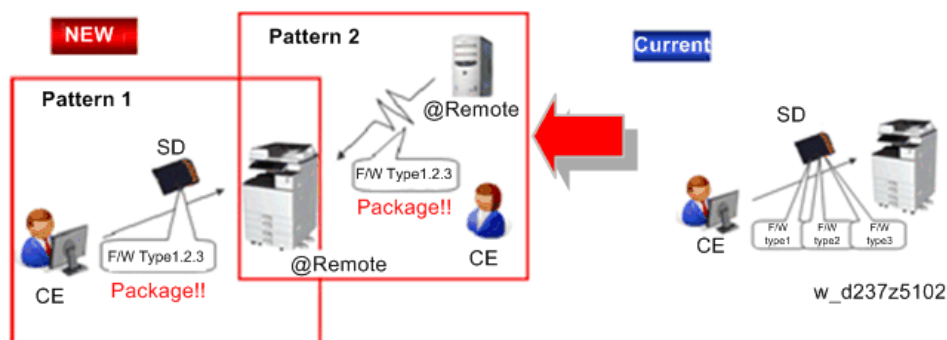 NEW
Pattern 1
SD
F/W Type1.2.3
Package!!
CE
@Remote
Pattern 2
@Remote
F/W Type1.2.3
Package!!
CE
Current
SD
CE
F/W
type1
F/W
type2
F/W
type3
w_d237z5102